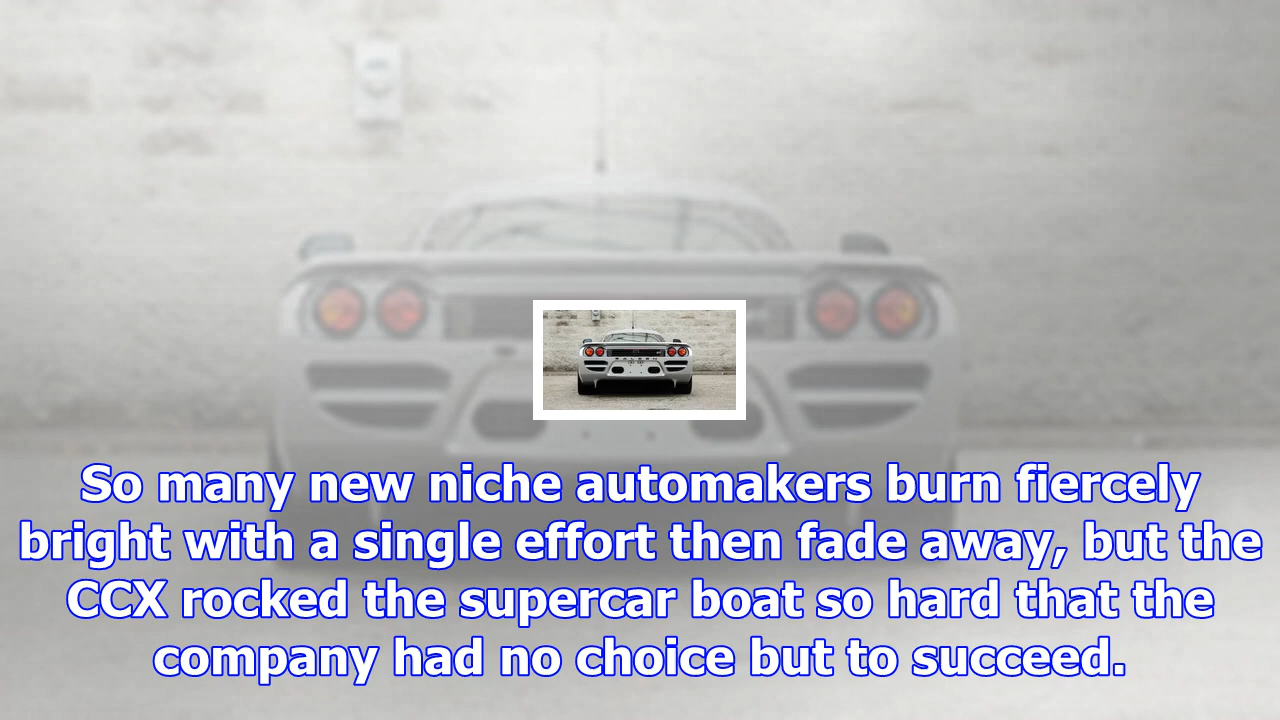 SALEEN
So many new niche automakers burn fiercely
bright with a single effort then fade away, but the
CCX rocked the supercar boat so hard that the
company had no choice but to succeed.